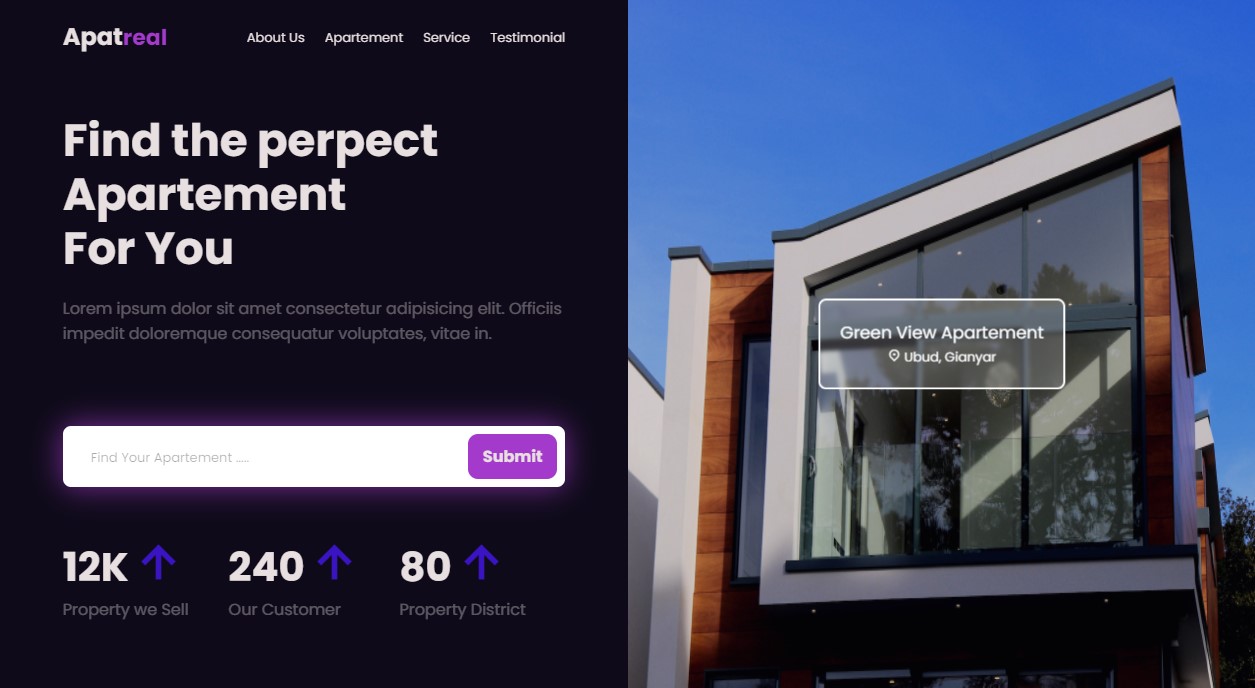 Apatreal
About Us Apartement Service Testimonial
Find the perpect
Apartement
For You
Lorem ipsum dolor sit amet consectetur adipisicing elit. Officiis
impedit doloremque consequatur voluptates, vitae in.
Find Your Apartement ...... Submit
12K 240 80
Property we Sell Our Customer Property District
Green View Apartement
Ubud, Gianyar